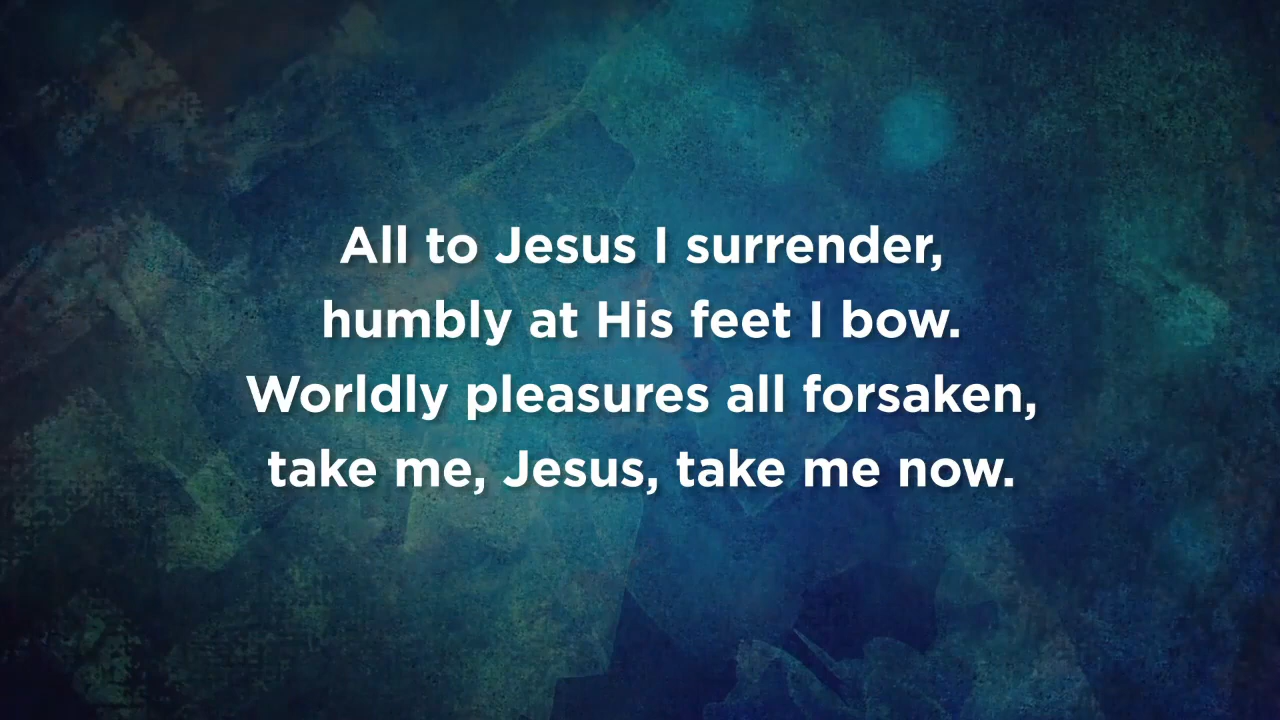 All to Jesus I surrender,
humbly at His feet I bow.
Worldly pleasures all forsaken,
take me, Jesus, take me now.